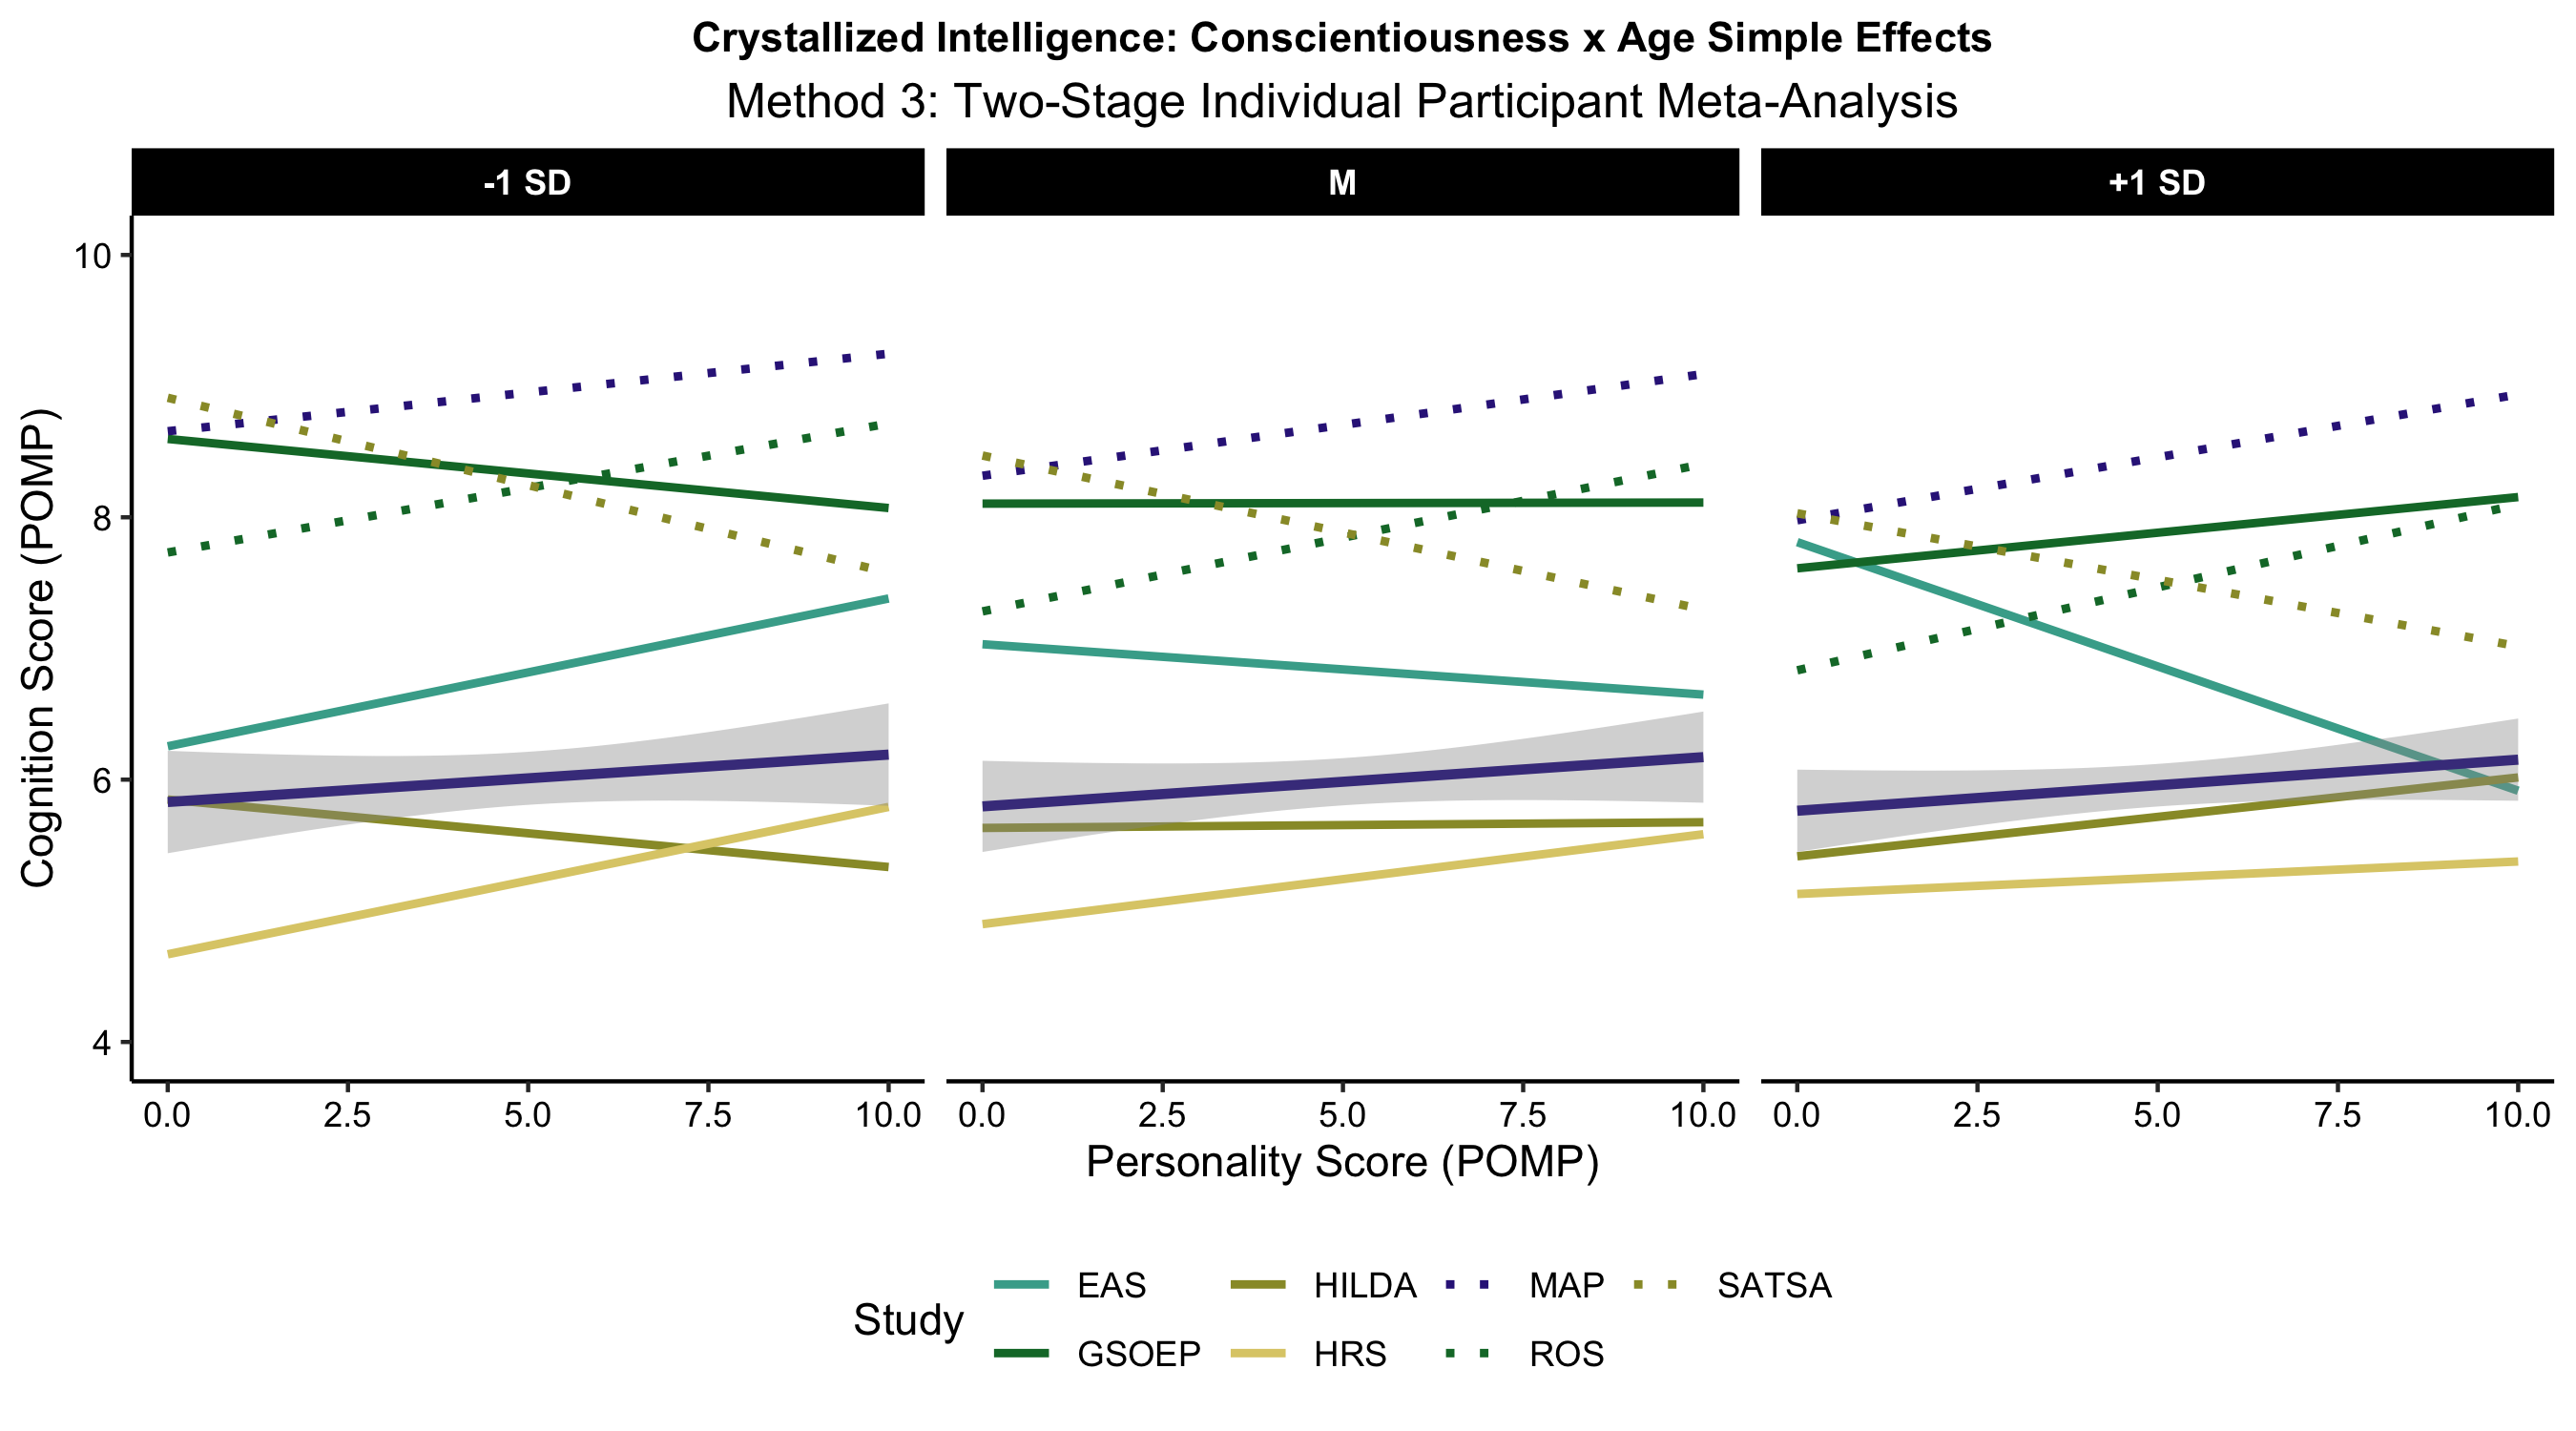 Crystallized Intelligence: Conscientiousness x Age Simple Effects
Method 3: Two-Stage Individual Participant Meta-Analysis
-1 SD M +1 SD
Cognition Score (POMP)
10
8
6
4
0.0 2.5 5.0 7.5 10.0 0.0 2.5 5.0 7.5 10.0 0.0 2.5 5.0 7.5 10.0
Personality Score (POMP)
Study
EAS HILDA MAP SATSA
GSOEP HRS ROS